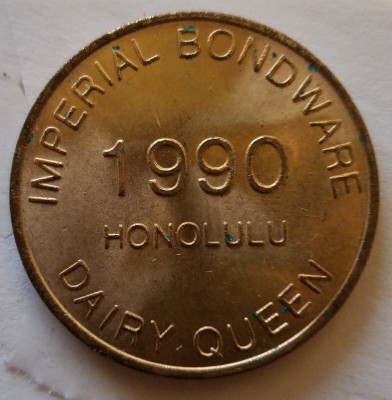 IMPERIAL BONDWARE
1990
HONOLULU
DAIRY QUEEN